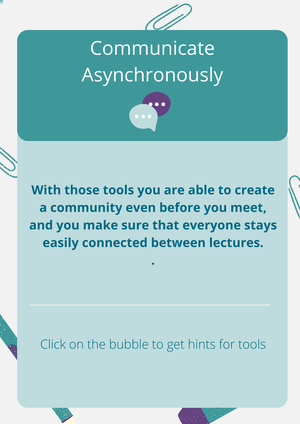 Communicate
Asynchronously
With those tools you are able to create
a community even before you meet,
and you make sure that everyone stays
easily connected between lectures.
.
Click on the bubble to get hints for tools